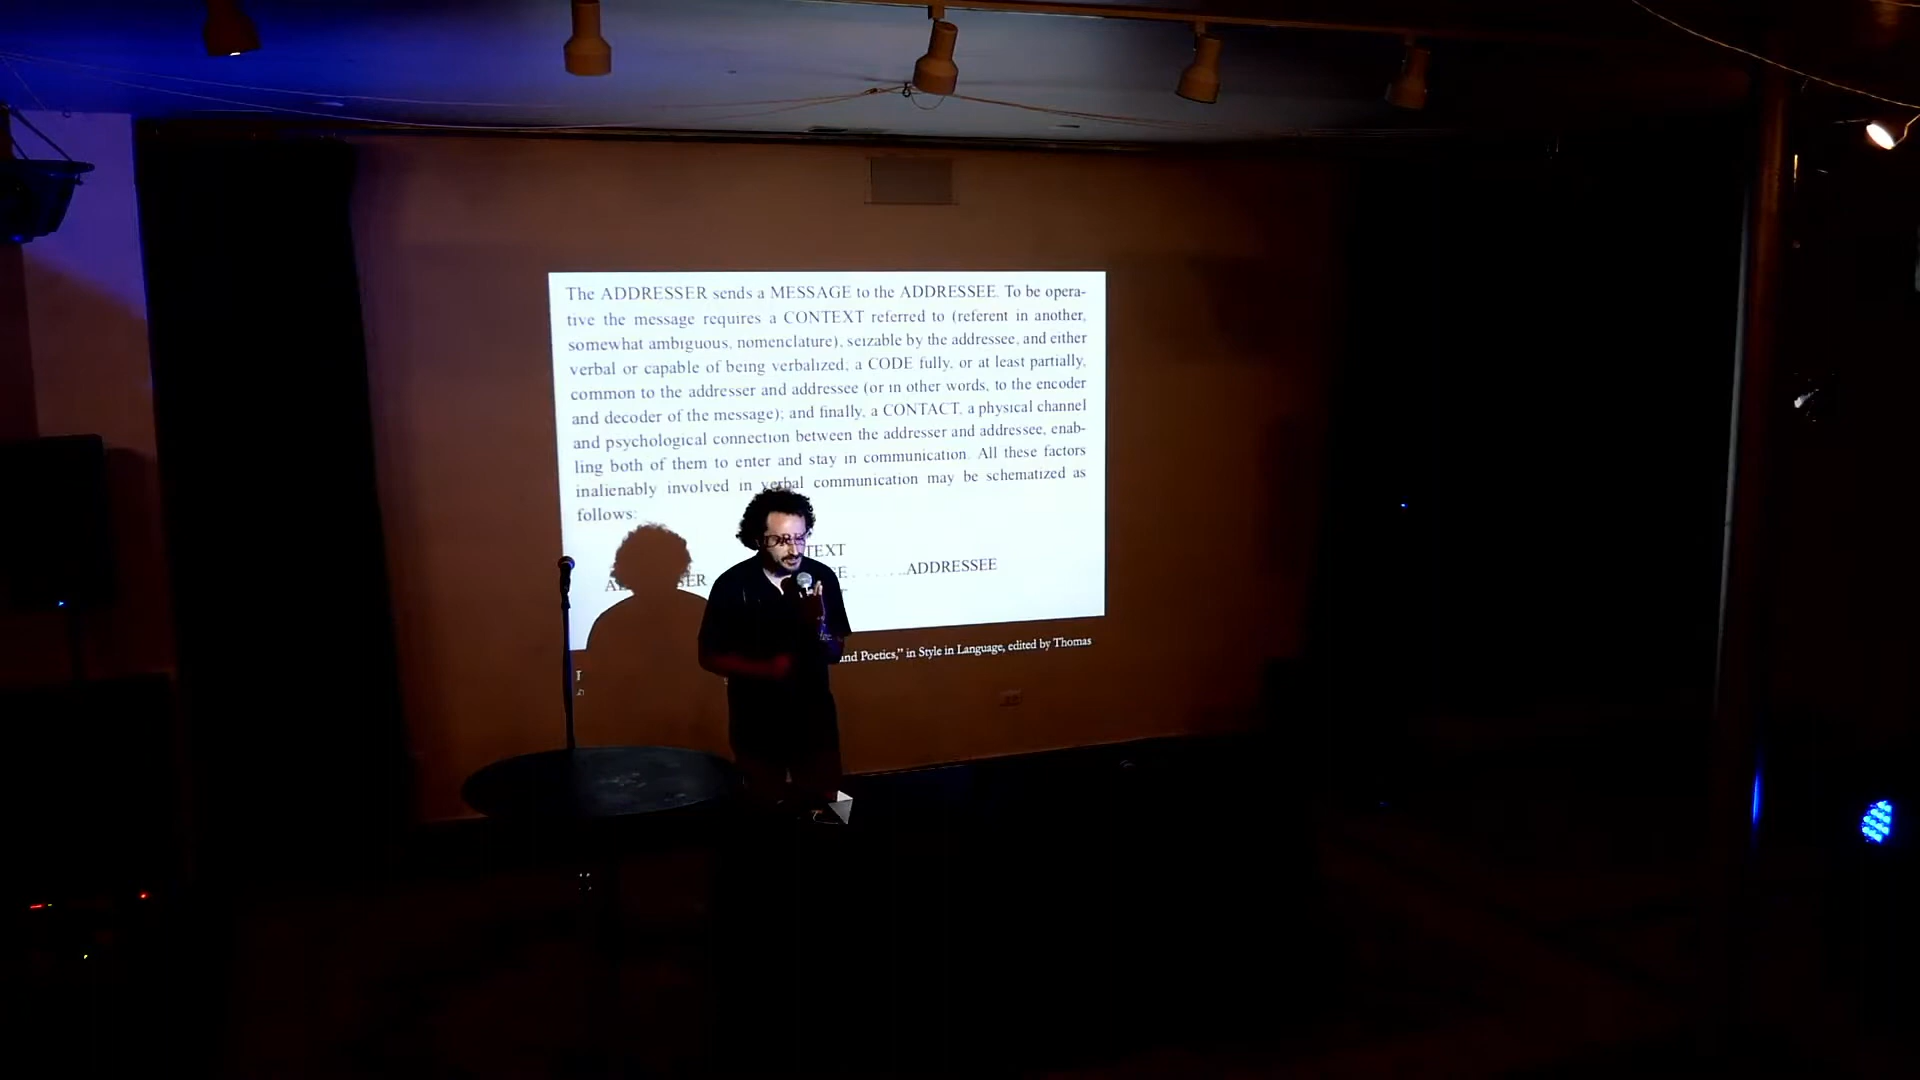 The ADDRESSER sends a MESSAGE to the ADDRESSEE. To be opera-
tive the message requires a CONTEXT referred to (referent in another,
somewhat ambiguous, nomenclature), seizable by the addressee, and either
verbal or capable of being verbalized; a CODE fully, or at least partially,
common to the addresser and addressee (or in other words, to the encoder
and decoder of the message); and finally, a CONTACT, a physical channel
and psychological connection between the addresser and addressee, enab-
ling both of them to enter and stay in communication. All these factors
inalienably involved in verbal communication may be schematized as
follows:
TEXT
SER GE . . . . . .ADDRESSEE
and Poetics,” in Style in Language, edited by Thomas